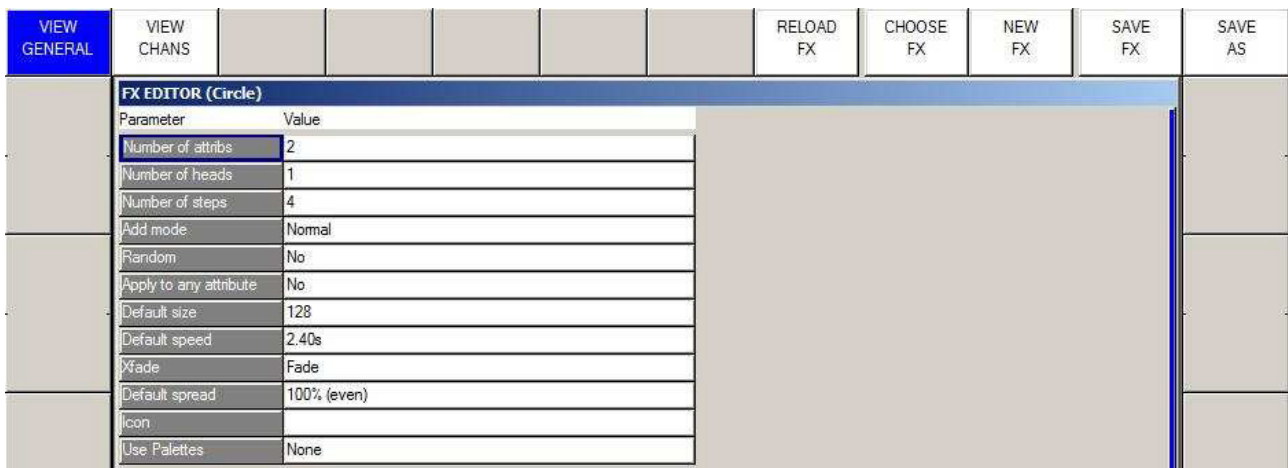 VIEW GENERAL
VIEW CHANS
RELOAD FX
CHOOSE FX
NEW FX
SAVE FX
SAVE AS
FX EDITOR (Circle)
Parameter Value
Number of attribs 2
Number of heads 1
Number of steps 4
Add mode Normal
Random No
Apply to any attribute No
Default size 128
Default speed 2.40s
Xfade Fade
Default spread 100% (even)
Icon
Use Palettes None